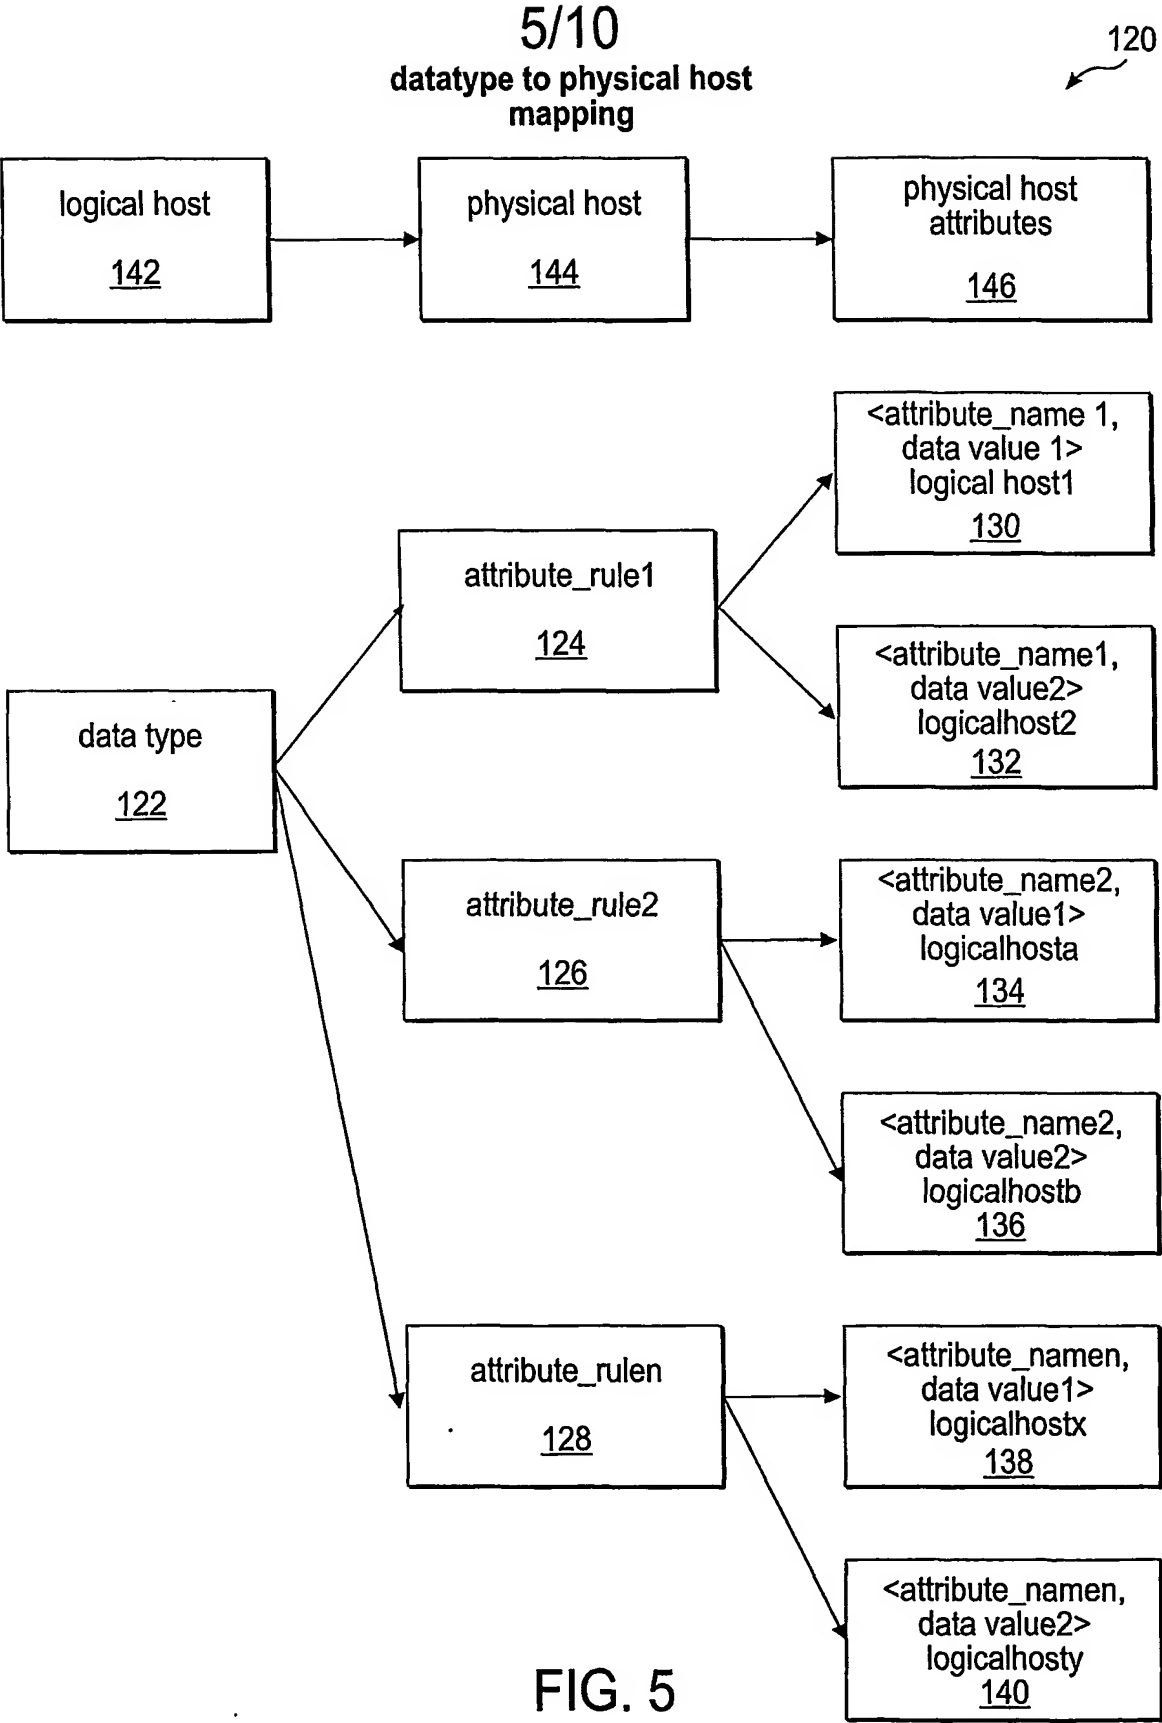 5/10
120
datatype to physical host
mapping
logical host
142
physical host
144
physical host
attributes
146
<attribute_name 1,
data value 1>
logical host1
130
attribute_rule1
124
<attribute_name1,
data value2>
logicalhost2
132
data type
122
attribute_rule2
126
<attribute_name2,
data value1>
logicalhosta
134
<attribute_name2,
data value2>
logicalhostb
136
attribute_rulen
128
<attribute_namen,
data value1>
logicalhostx
138
<attribute_namen,
data value2>
logicalhosty
140
FIG. 5